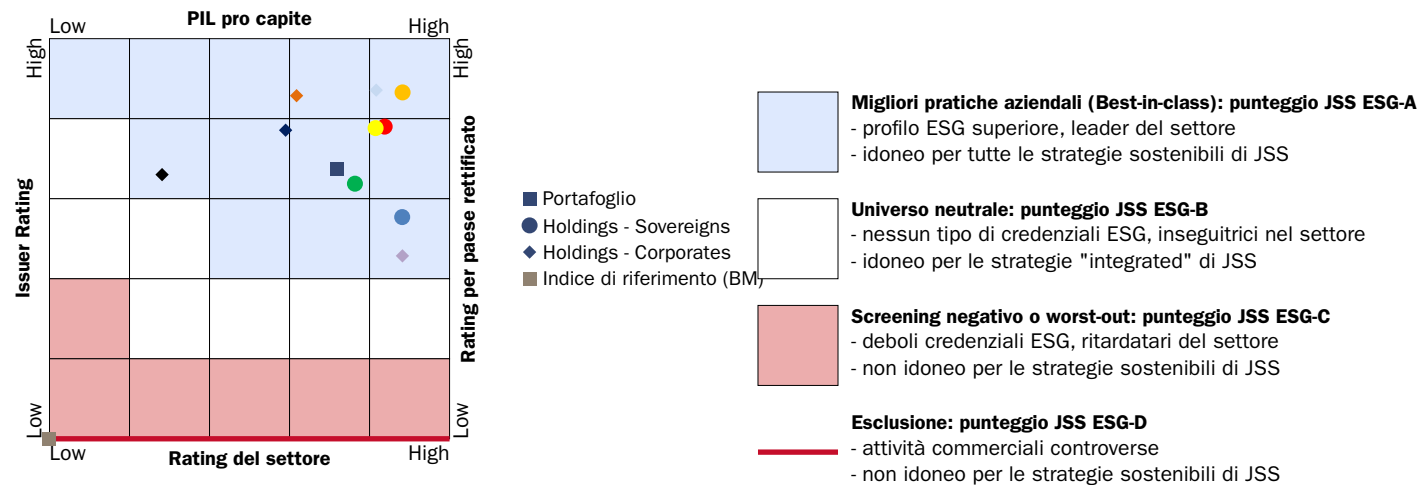 PIL pro capite
Low
High
High
High
Issuer Rating
Rating per paese rettificato
Low
Low
Low
High
Rating del settore
Portafoglio
Holdings - Sovereigns
Holdings - Corporates
Indice di riferimento (BM)
Migliori pratiche aziendali (Best-in-class): punteggio JSS ESG-A
- profilo ESG superiore, leader del settore
- idoneo per tutte le strategie sostenibili di JSS
Universo neutrale: punteggio JSS ESG-B
- nessun tipo di credenziali ESG, inseguitrici nel settore
- idoneo per le strategie "integrated" di JSS
Screening negativo o worst-out: punteggio JSS ESG-C
- deboli credenziali ESG, ritardatari del settore
- non idoneo per le strategie sostenibili di JSS
Esclusione: punteggio JSS ESG-D
- attività commerciali controverse
- non idoneo per le strategie sostenibili di JSS